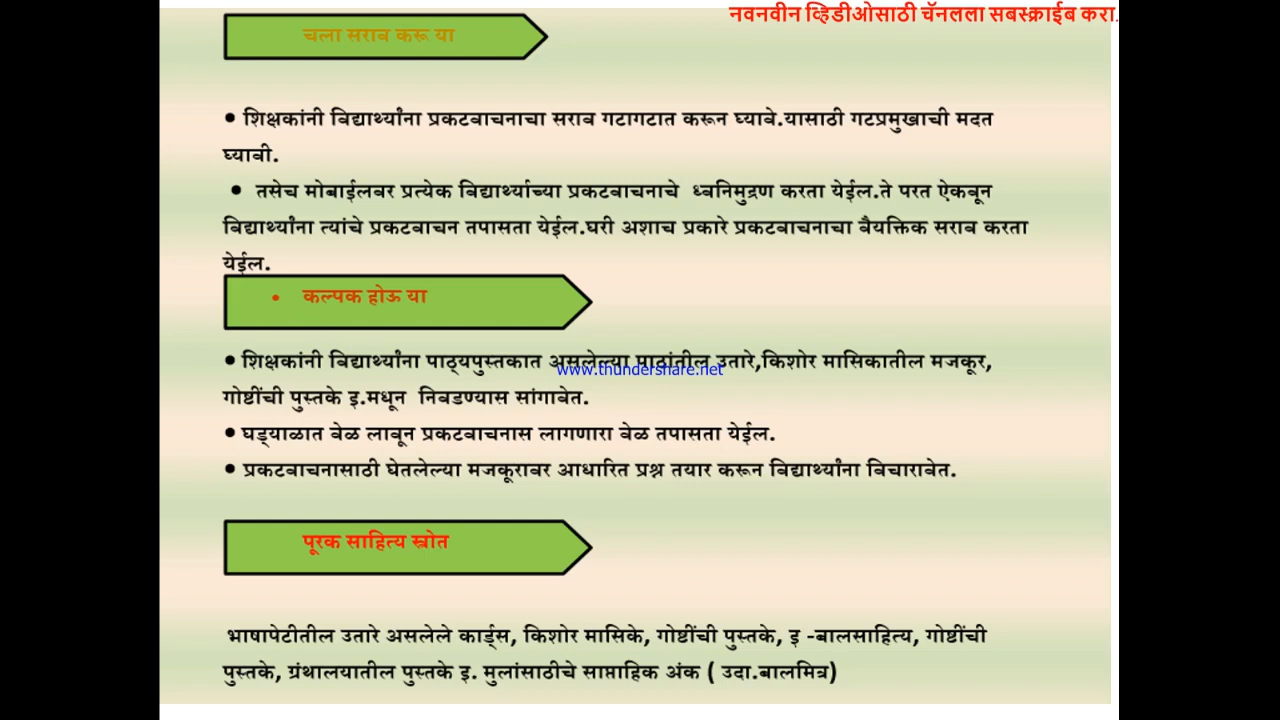 नवनवीन व्हिडीओसाठी चॅनलला सबस्क्राईब करा.
चला सराव करू या
● शिक्षकांनी विद्यार्थ्यांना प्रकटवाचनाचा सराव गटागटात करून घ्यावे.यासाठी गटप्रमुखाची मदत
घ्यावी.
● तसेच मोबाईलवर प्रत्येक विद्यार्थ्याच्या प्रकटवाचनाचे ध्वनिमुद्रण करता येईल.ते परत ऐकवून
विद्यार्थ्यांना त्यांचे प्रकटवाचन तपासता येईल.घरी अशाच प्रकारे प्रकटवाचनाचा वैयक्तिक सराव करता
येईल.
• कल्पक होऊ या
● शिक्षकांनी विद्यार्थ्यांना पाठ्यपुस्तकात असलेल्या पाठांतील उतारे,किशोर मासिकातील मजकूर,
www.thundershare.net
गोष्टींची पुस्तके इ.मधून निवडण्यास सांगावेत.
● घड्याळात वेळ लावून प्रकटवाचनास लागणारा वेळ तपासता येईल.
● प्रकटवाचनासाठी घेतलेल्या मजकूरावर आधारित प्रश्न तयार करून विद्यार्थ्यांना विचारावेत.
पूरक साहित्य स्रोत
भाषापेटीतील उतारे असलेले कार्ड्स, किशोर मासिके, गोष्टींची पुस्तके, इ -बालसाहित्य, गोष्टींची
पुस्तके, ग्रंथालयातील पुस्तके इ. मुलांसाठीचे साप्ताहिक अंक ( उदा.बालमित्र)